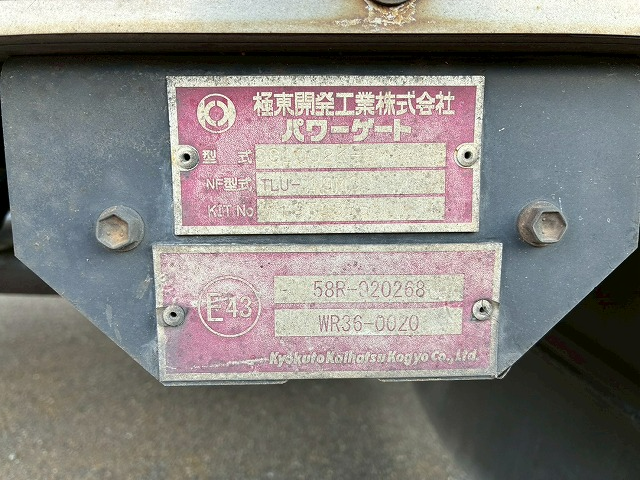 極東開発工業株式会社
パワーゲート
型 式
NF型式 TLU-
KIT No
E43
- 58R-020268
WR36-0020
Kyokuto Kaihatsu Kogyo Co., Ltd.